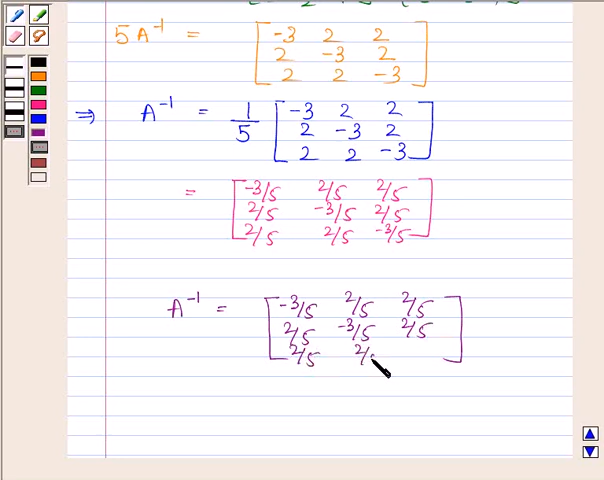 5A⁻¹ = [ -3 2 2
2 -3 2
2 2 -3 ]
⇒ A⁻¹ = 1/5 [ -3 2 2
2 -3 2
2 2 -3 ]
= [ -3/5 2/5 2/5
2/5 -3/5 2/5
2/5 2/5 -3/5 ]
A⁻¹ = [ -3/5 2/5 2/5
2/5 -3/5 2/5
2/5 2/ ]